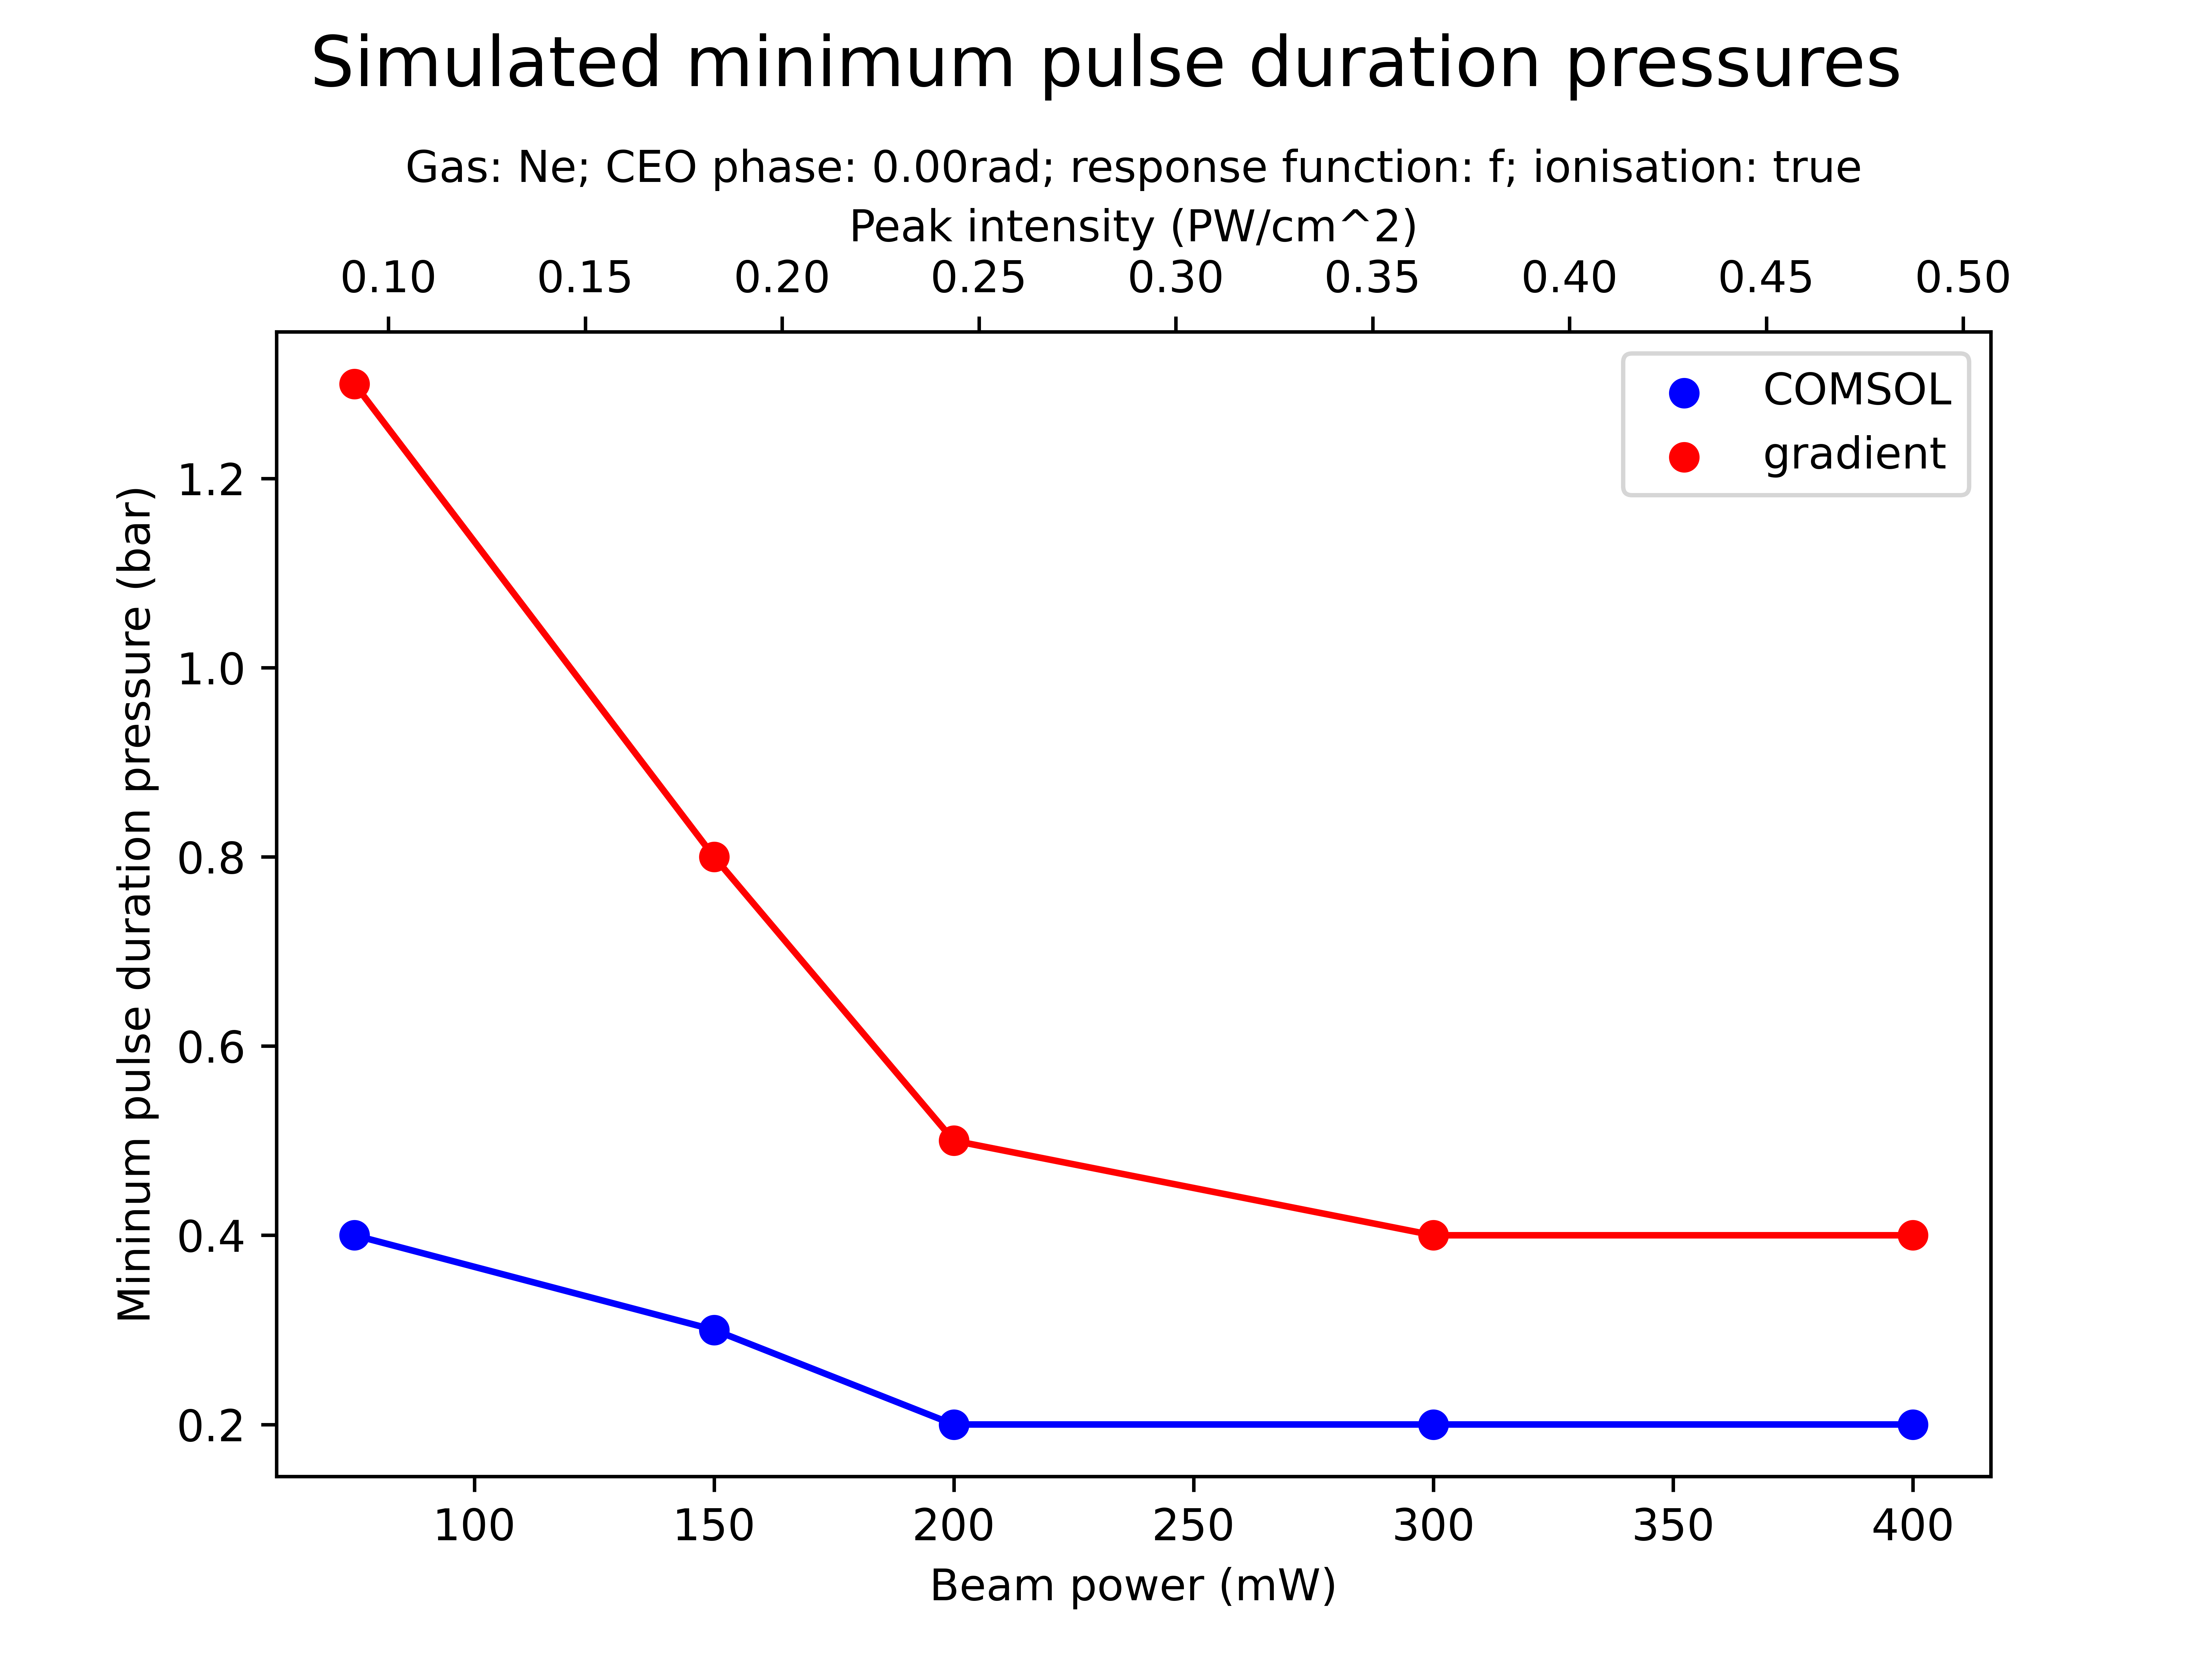 Simulated minimum pulse duration pressures
Gas: Ne; CEO phase: 0.00rad; response function: f; ionisation: true
Peak intensity (PW/cm^2)
0.10 0.15 0.20 0.25 0.30 0.35 0.40 0.45 0.50
COMSOL
gradient
Mininum pulse duration pressure (bar)
1.2
1.0
0.8
0.6
0.4
0.2
100 150 200 250 300 350 400
Beam power (mW)